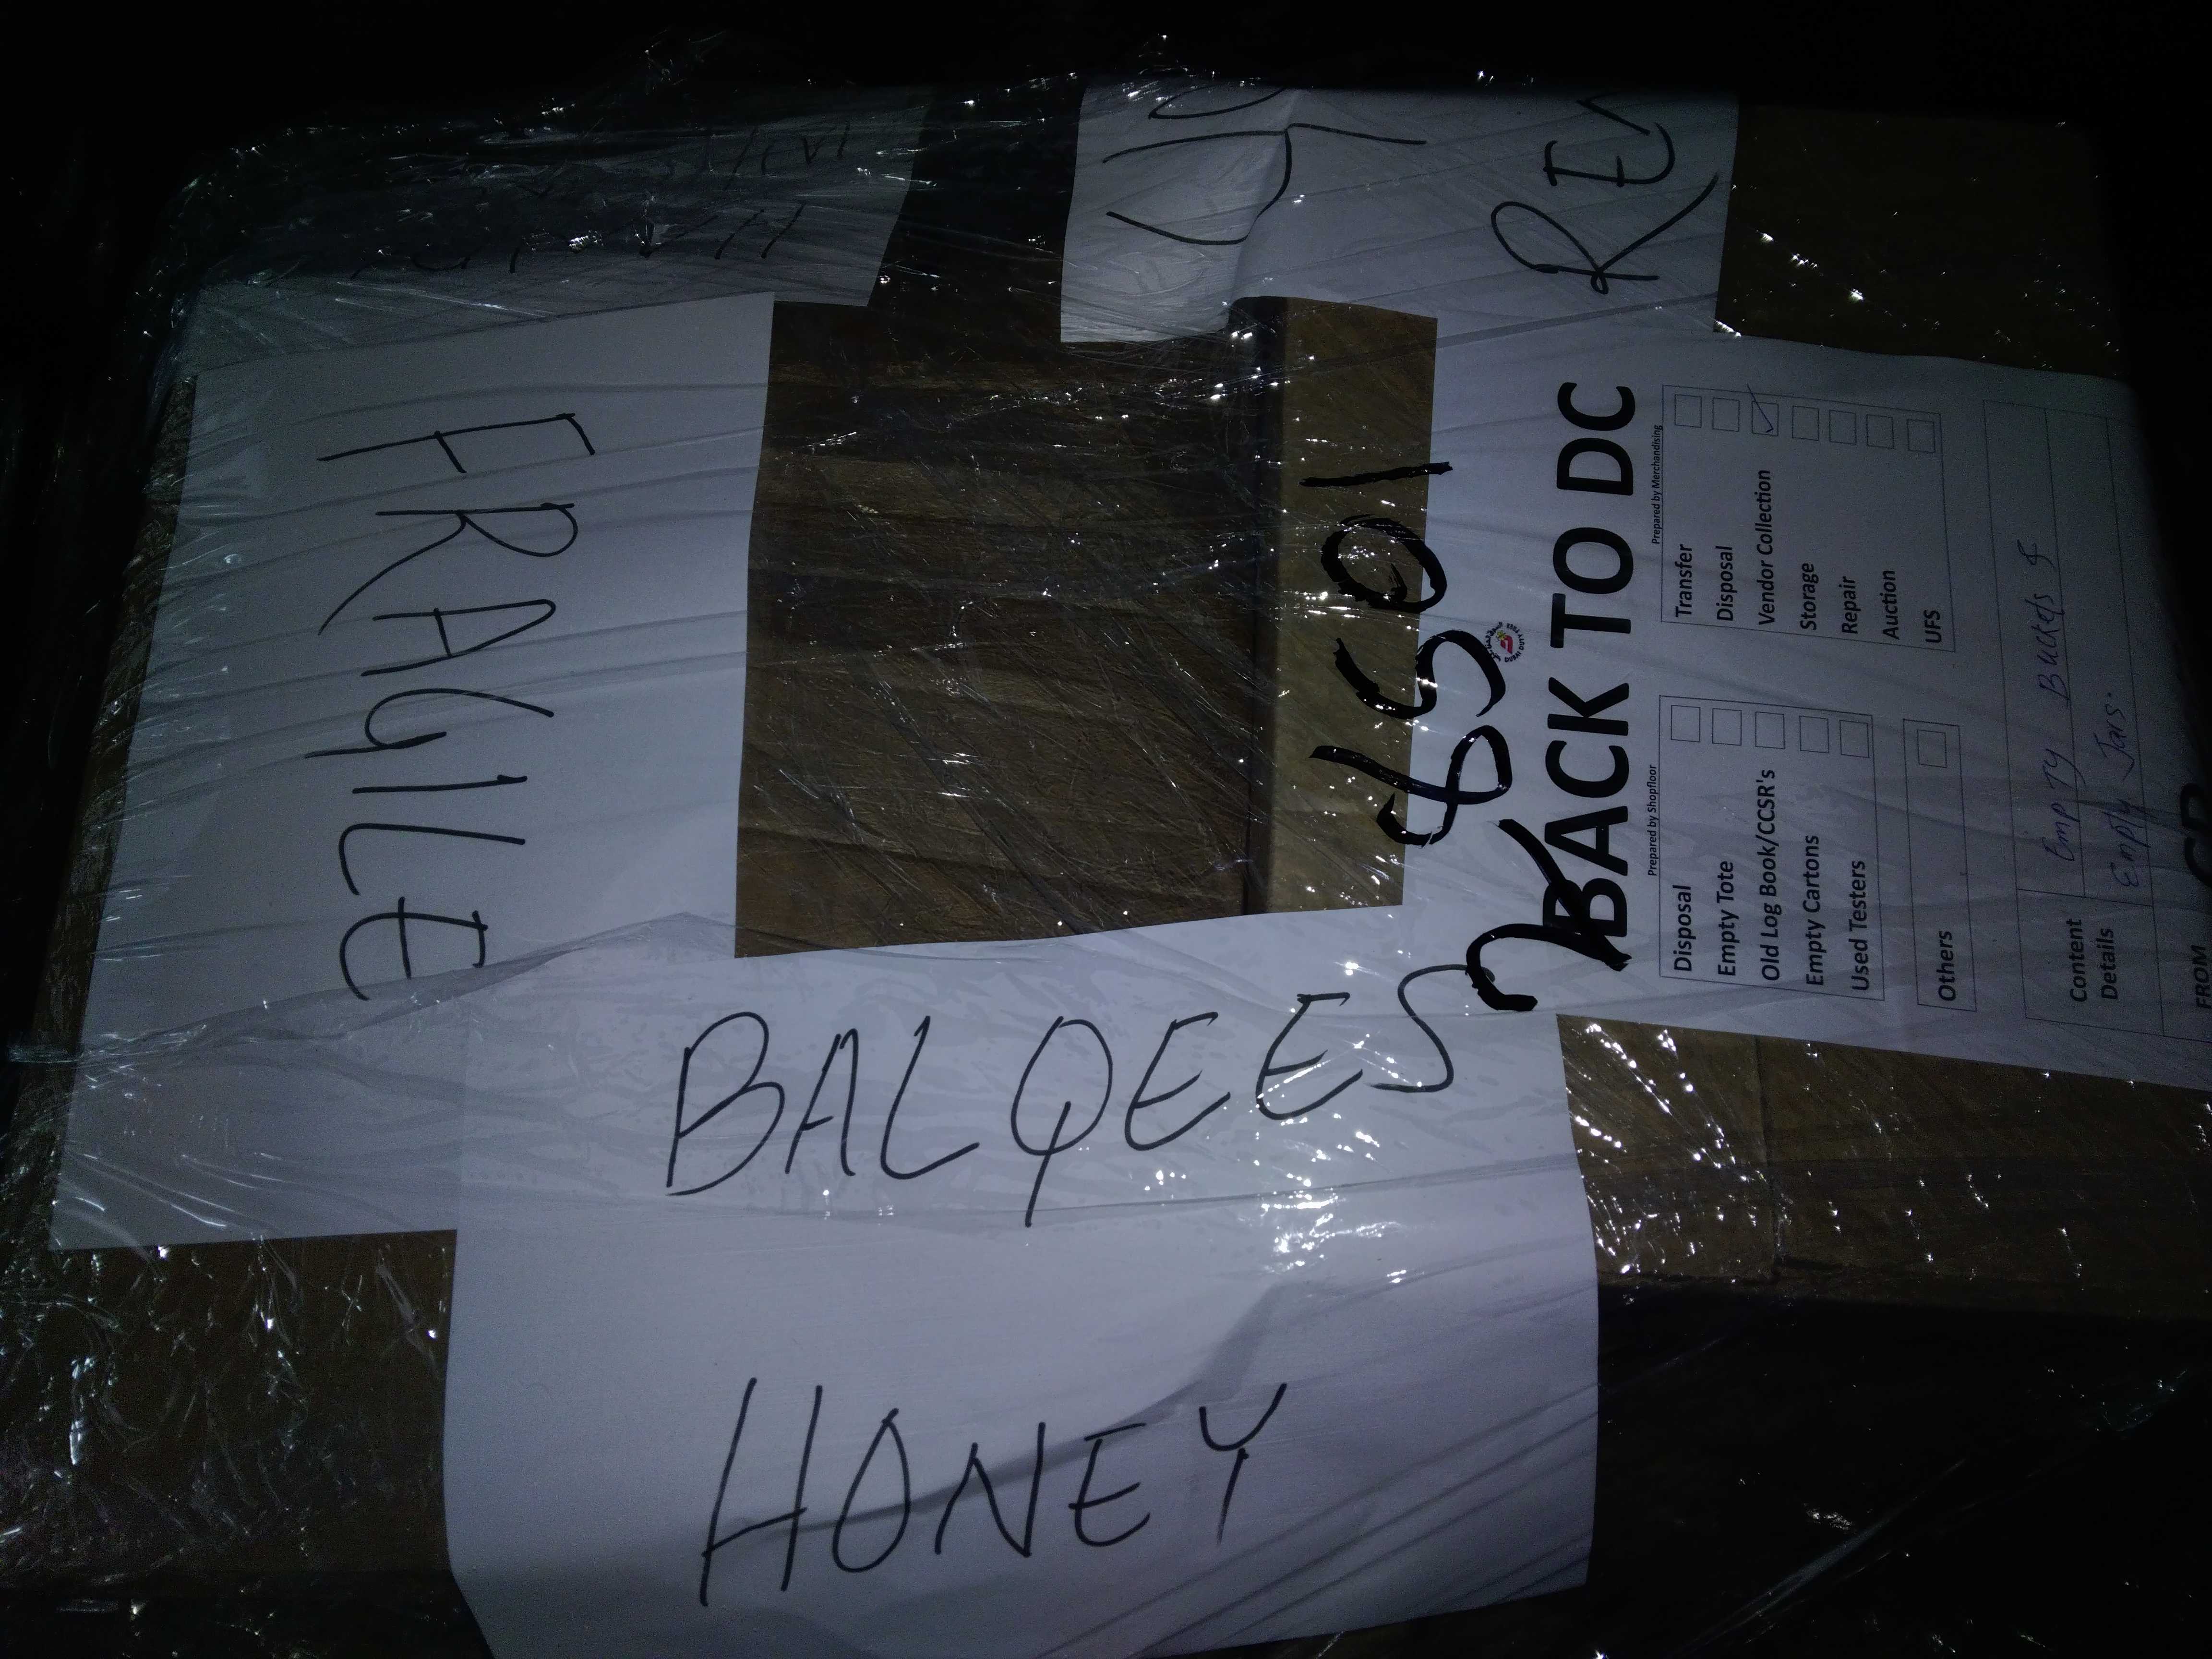 FRAGILE
BALQEES
HONEY
BACK TO DC
Prepared by Shopfloor
Disposal
Empty Tote
Old Log Book/CCSR's
Empty Cartons
Used Testers
Others
Prepared by Merchandising
Transfer
Disposal
Vendor Collection
Storage
Repair
Auction
UFS
Content
Details
Empty Buckets &
Empty Jars.
FROM